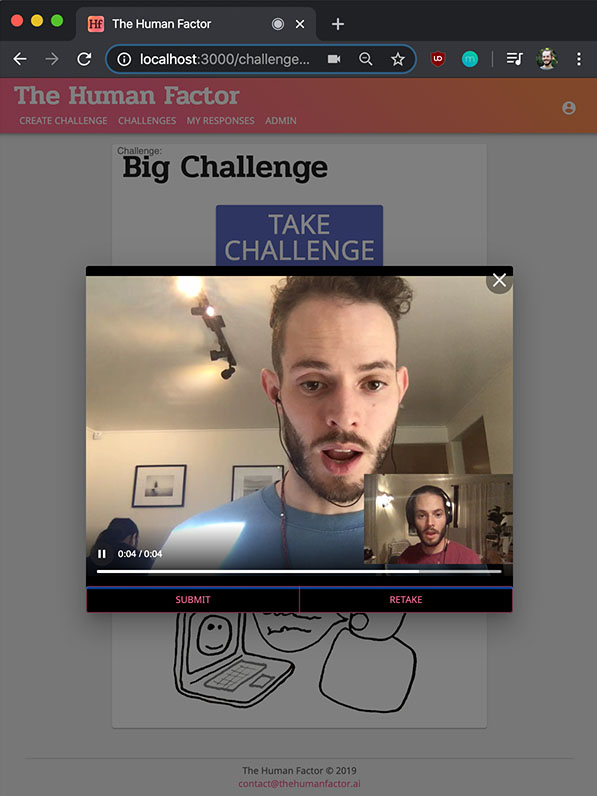 Hf The Human Factor
localhost:3000/challenge...
UD m
The Human Factor
CREATE CHALLENGE CHALLENGES MY RESPONSES ADMIN
Challenge:
Big Challenge
TAKE
CHALLENGE
0:04 / 0:04
SUBMIT RETAKE
The Human Factor © 2019
contact@thehumanfactor.ai